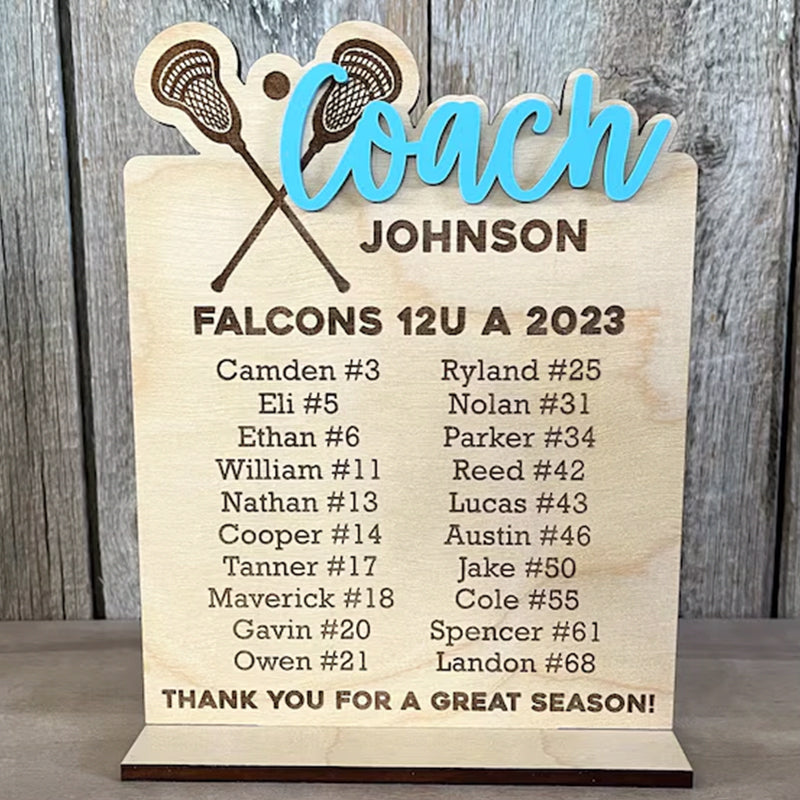 Coach
JOHNSON
FALCONS 12U A 2023
Camden #3
Eli #5
Ethan #6
William #11
Nathan #13
Cooper #14
Tanner #17
Maverick #18
Gavin #20
Owen #21
Ryland #25
Nolan #31
Parker #34
Reed #42
Lucas #43
Austin #46
Jake #50
Cole #55
Spencer #61
Landon #68
THANK YOU FOR A GREAT SEASON!